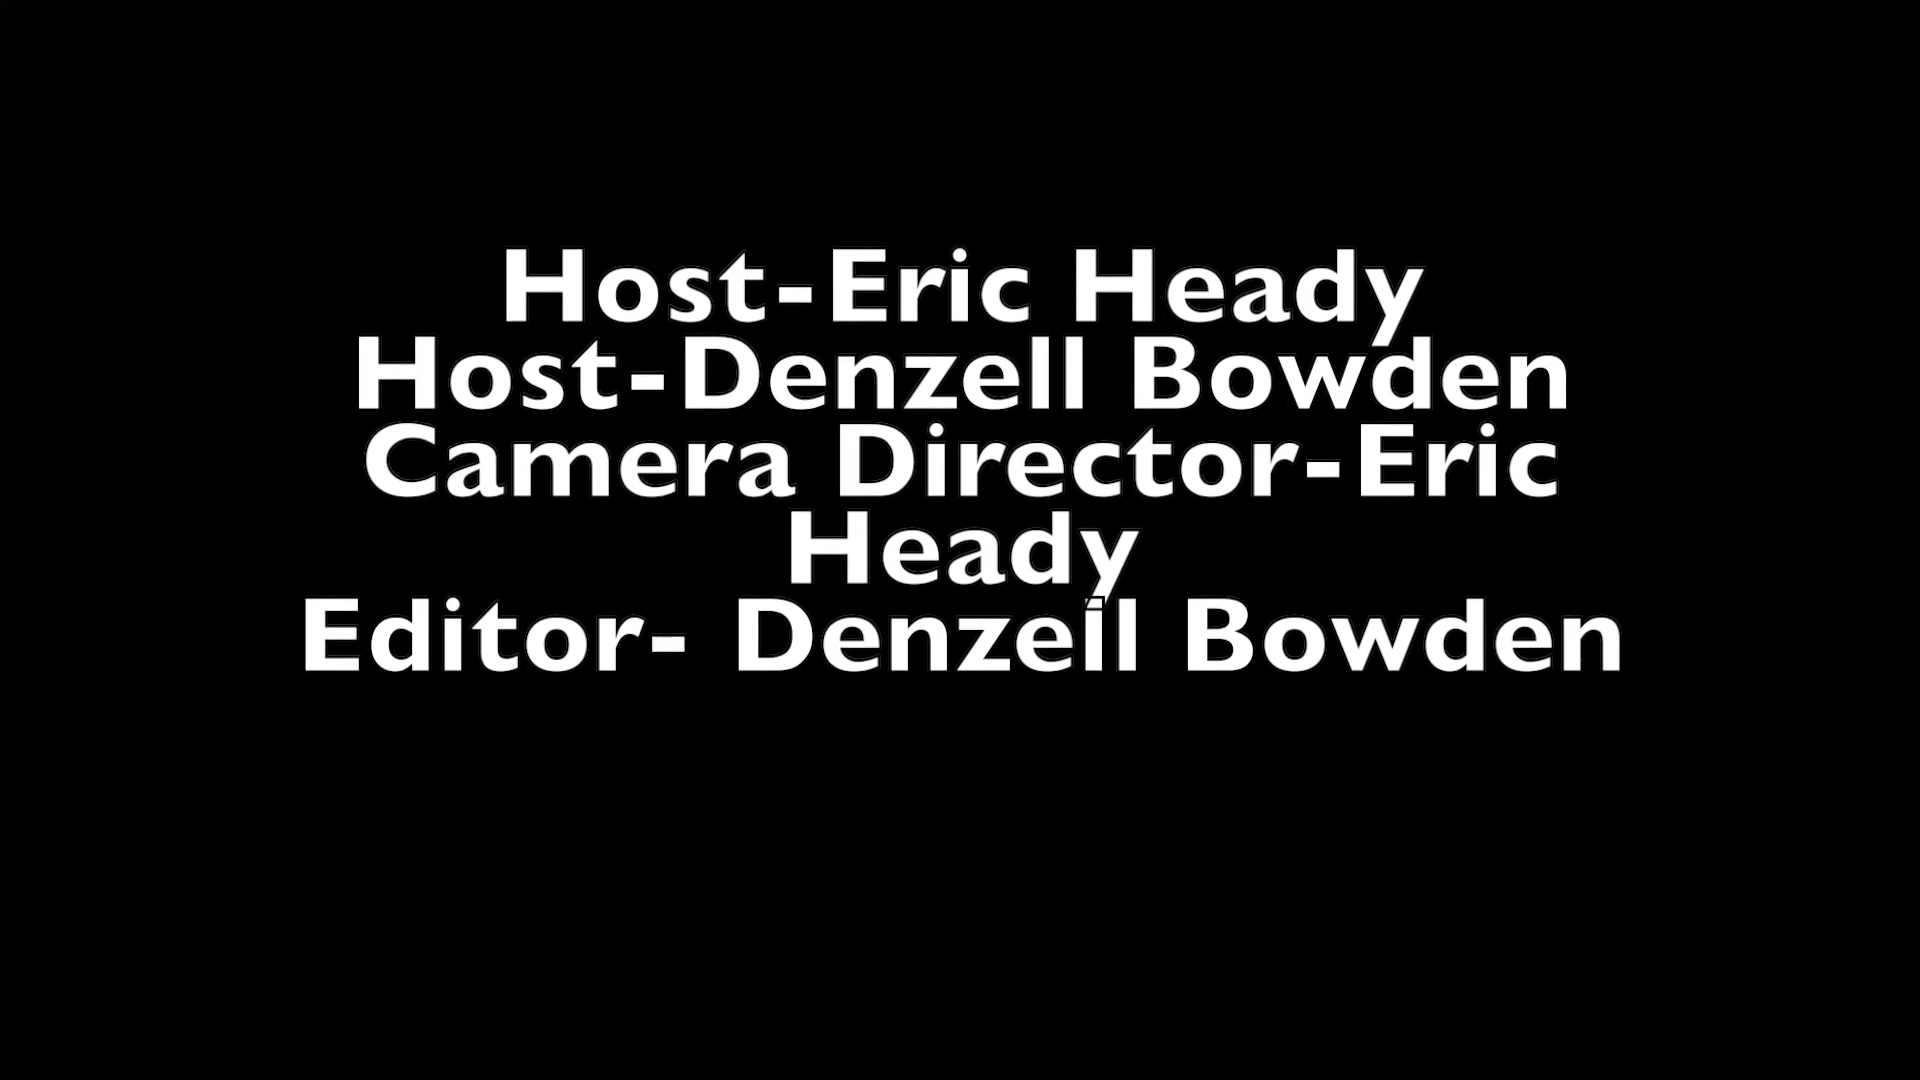 Host-Eric Heady
Host-Denzell Bowden
Camera Director-Eric
Heady
Editor- Denzell Bowden